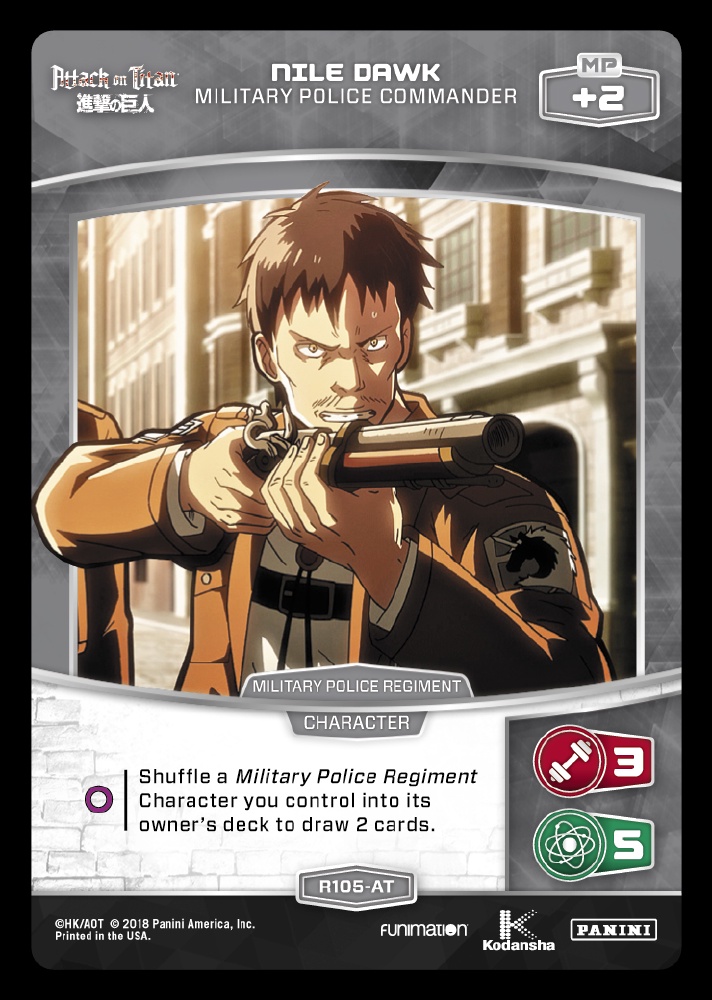 Attack on Titan
進撃の巨人
NILE DAWK
MILITARY POLICE COMMANDER
MP
+2
MILITARY POLICE REGIMENT
CHARACTER
Shuffle a Military Police Regiment
Character you control into its
owner's deck to draw 2 cards.
3
5
R105-AT
©HK/AOT © 2018 Panini America, Inc.
Printed in the USA.
FUNIMATION
K
Kodansha
PANINI